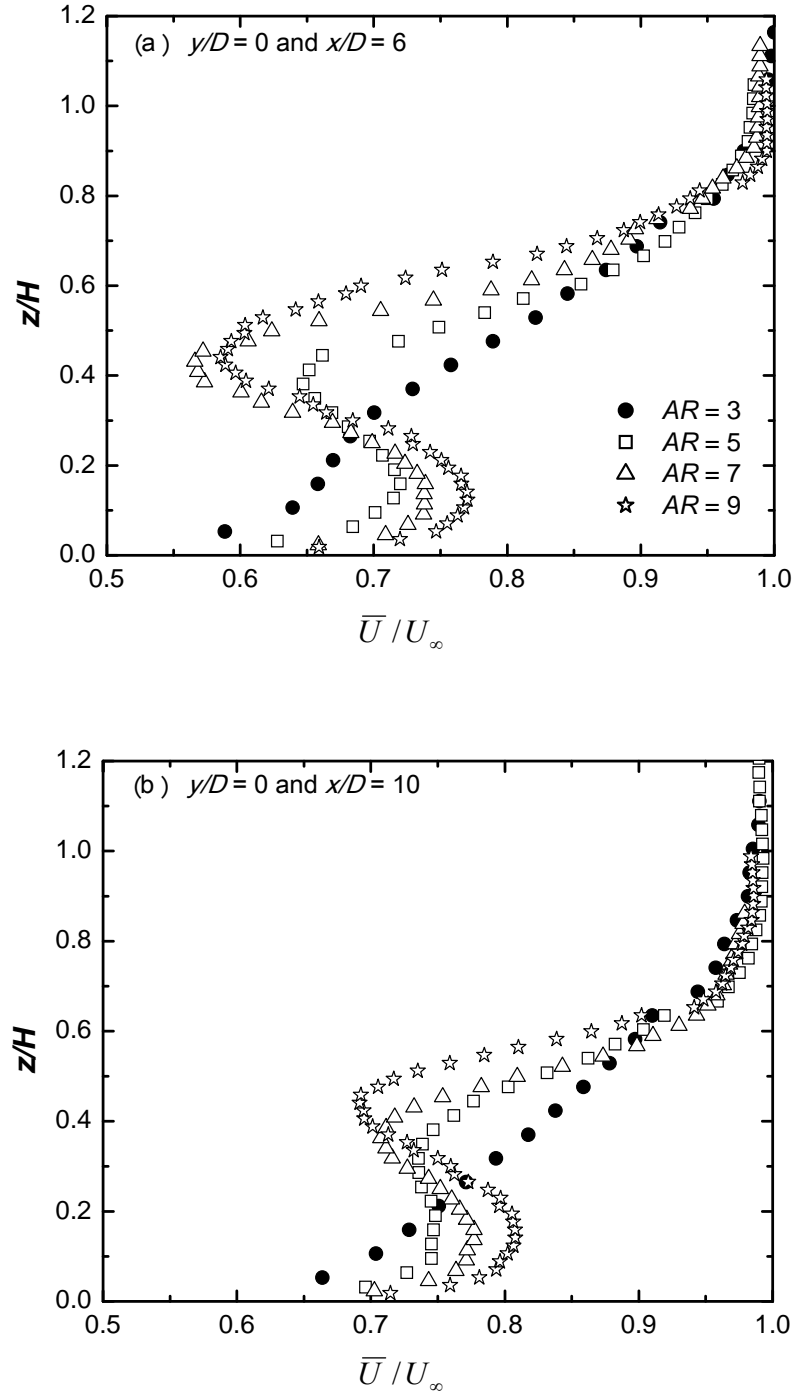 (a) y/D = 0 and x/D = 6
1.2
1.0
0.8
0.6
0.4
0.2
0.0
z/H
AR = 3
AR = 5
AR = 7
AR = 9
0.5 0.6 0.7 0.8 0.9 1.0
U̅ / U∞
(b) y/D = 0 and x/D = 10
1.2
1.0
0.8
0.6
0.4
0.2
0.0
z/H
0.5 0.6 0.7 0.8 0.9 1.0
U̅ / U∞